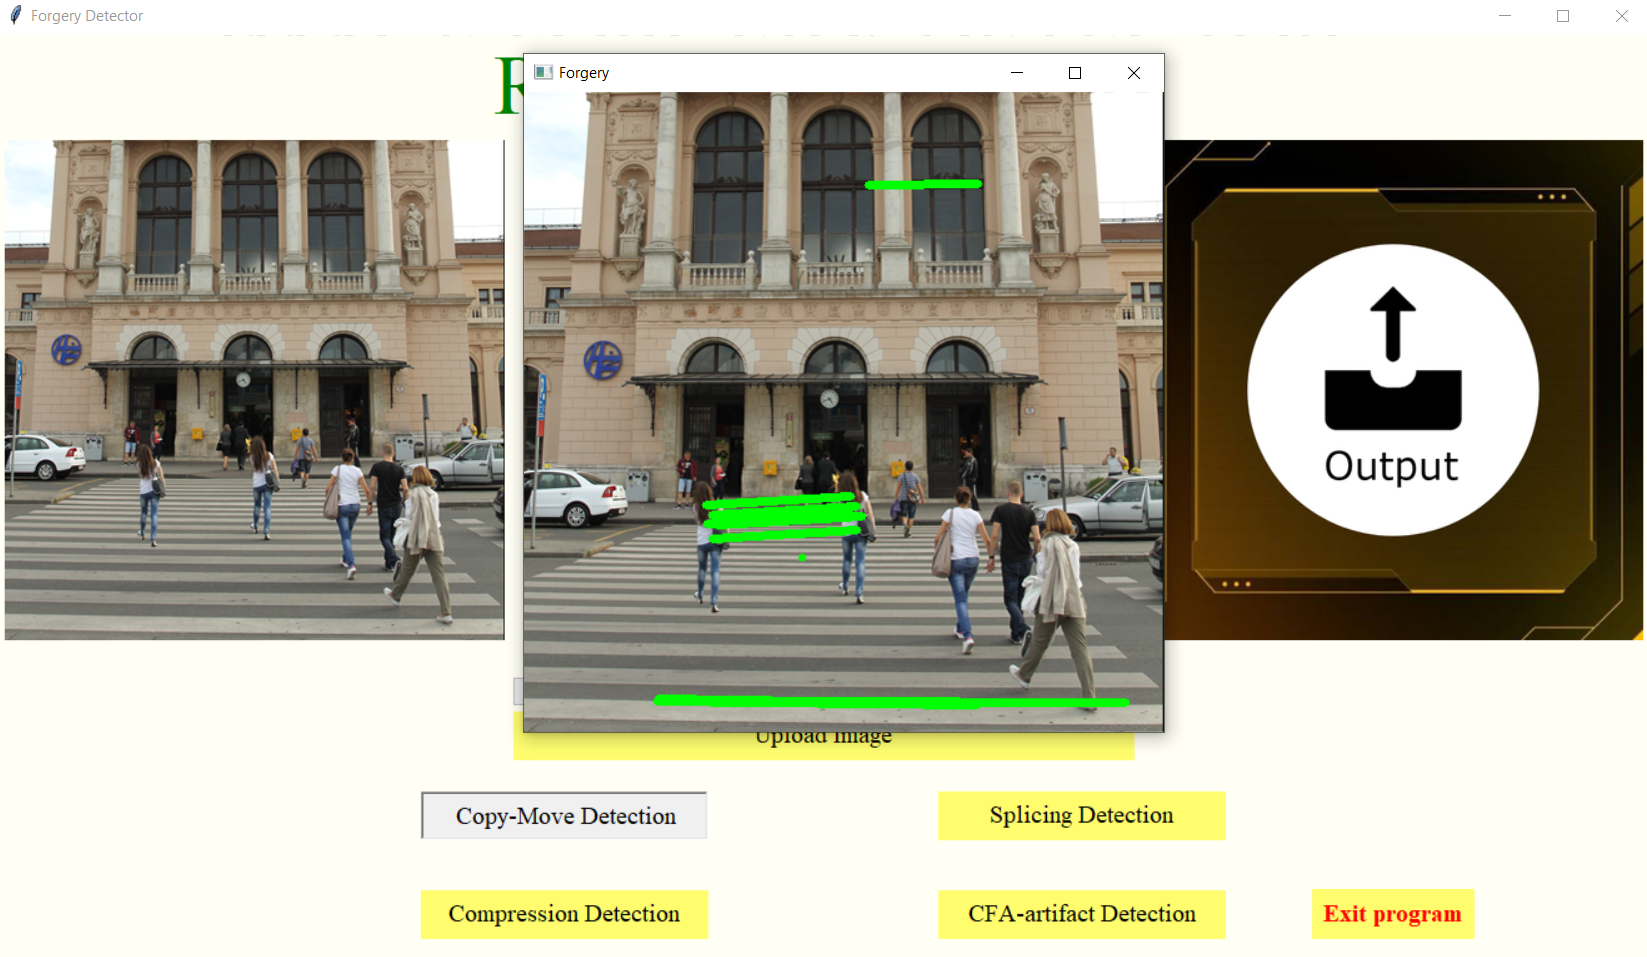 Forgery Detector
Forgery
Output
Upload Image
Copy-Move Detection
Splicing Detection
Compression Detection
CFA-artifact Detection
Exit program